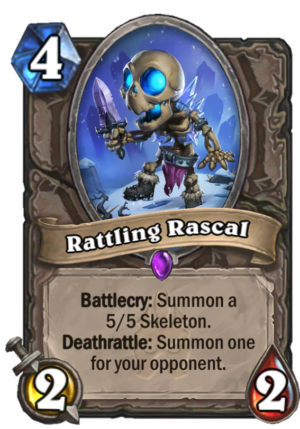 4
Rattling Rascal
Battlecry: Summon a
5/5 Skeleton.
Deathrattle: Summon one
for your opponent.
2
2